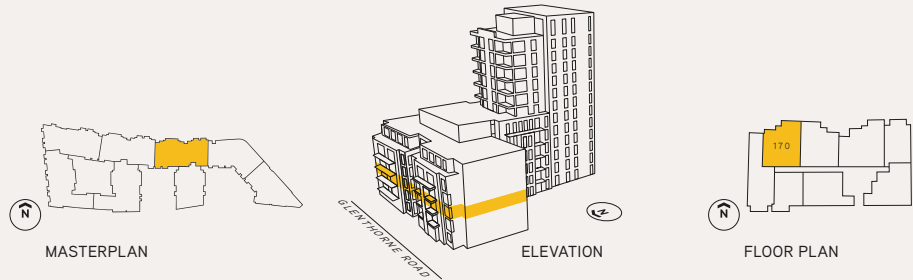 170
N
N
N
GLENTHORNE ROAD
MASTERPLAN
ELEVATION
FLOOR PLAN